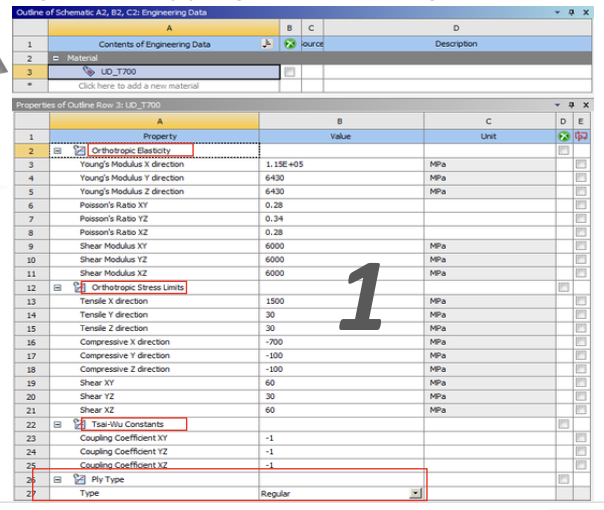 Outline of Schematic A2, B2, C2: Engineering Data
A B C D
1 Contents of Engineering Data Source Description
2 Material
3 UD_T700
* Click here to add a new material
Properties of Outline Row 3: UD_T700
A B C D E
1 Property Value Unit
2 Orthotropic Elasticity
3 Young's Modulus X direction 1.15E+05 MPa
4 Young's Modulus Y direction 6430 MPa
5 Young's Modulus Z direction 6430 MPa
6 Poisson's Ratio XY 0.28
7 Poisson's Ratio YZ 0.34
8 Poisson's Ratio XZ 0.28
9 Shear Modulus XY 6000 MPa
10 Shear Modulus YZ 6000 MPa
11 Shear Modulus XZ 6000 MPa
12 Orthotropic Stress Limits
13 Tensile X direction 1500 MPa
14 Tensile Y direction 30 MPa
15 Tensile Z direction 30 MPa
16 Compressive X direction -700 MPa
17 Compressive Y direction -100 MPa
18 Compressive Z direction -100 MPa
19 Shear XY 60 MPa
20 Shear YZ 30 MPa
21 Shear XZ 60 MPa
22 Tsai-Wu Constants
23 Coupling Coefficient XY -1
24 Coupling Coefficient YZ -1
25 Coupling Coefficient XZ -1
26 Ply Type
27 Type Regular
1